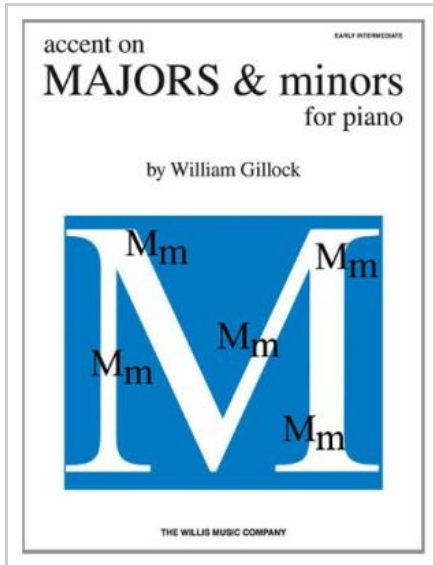 EARLY INTERMEDIATE
accent on
MAJORS & minors
for piano
by William Gillock
M
Mm
Mm
Mm
Mm
Mm
THE WILLIS MUSIC COMPANY